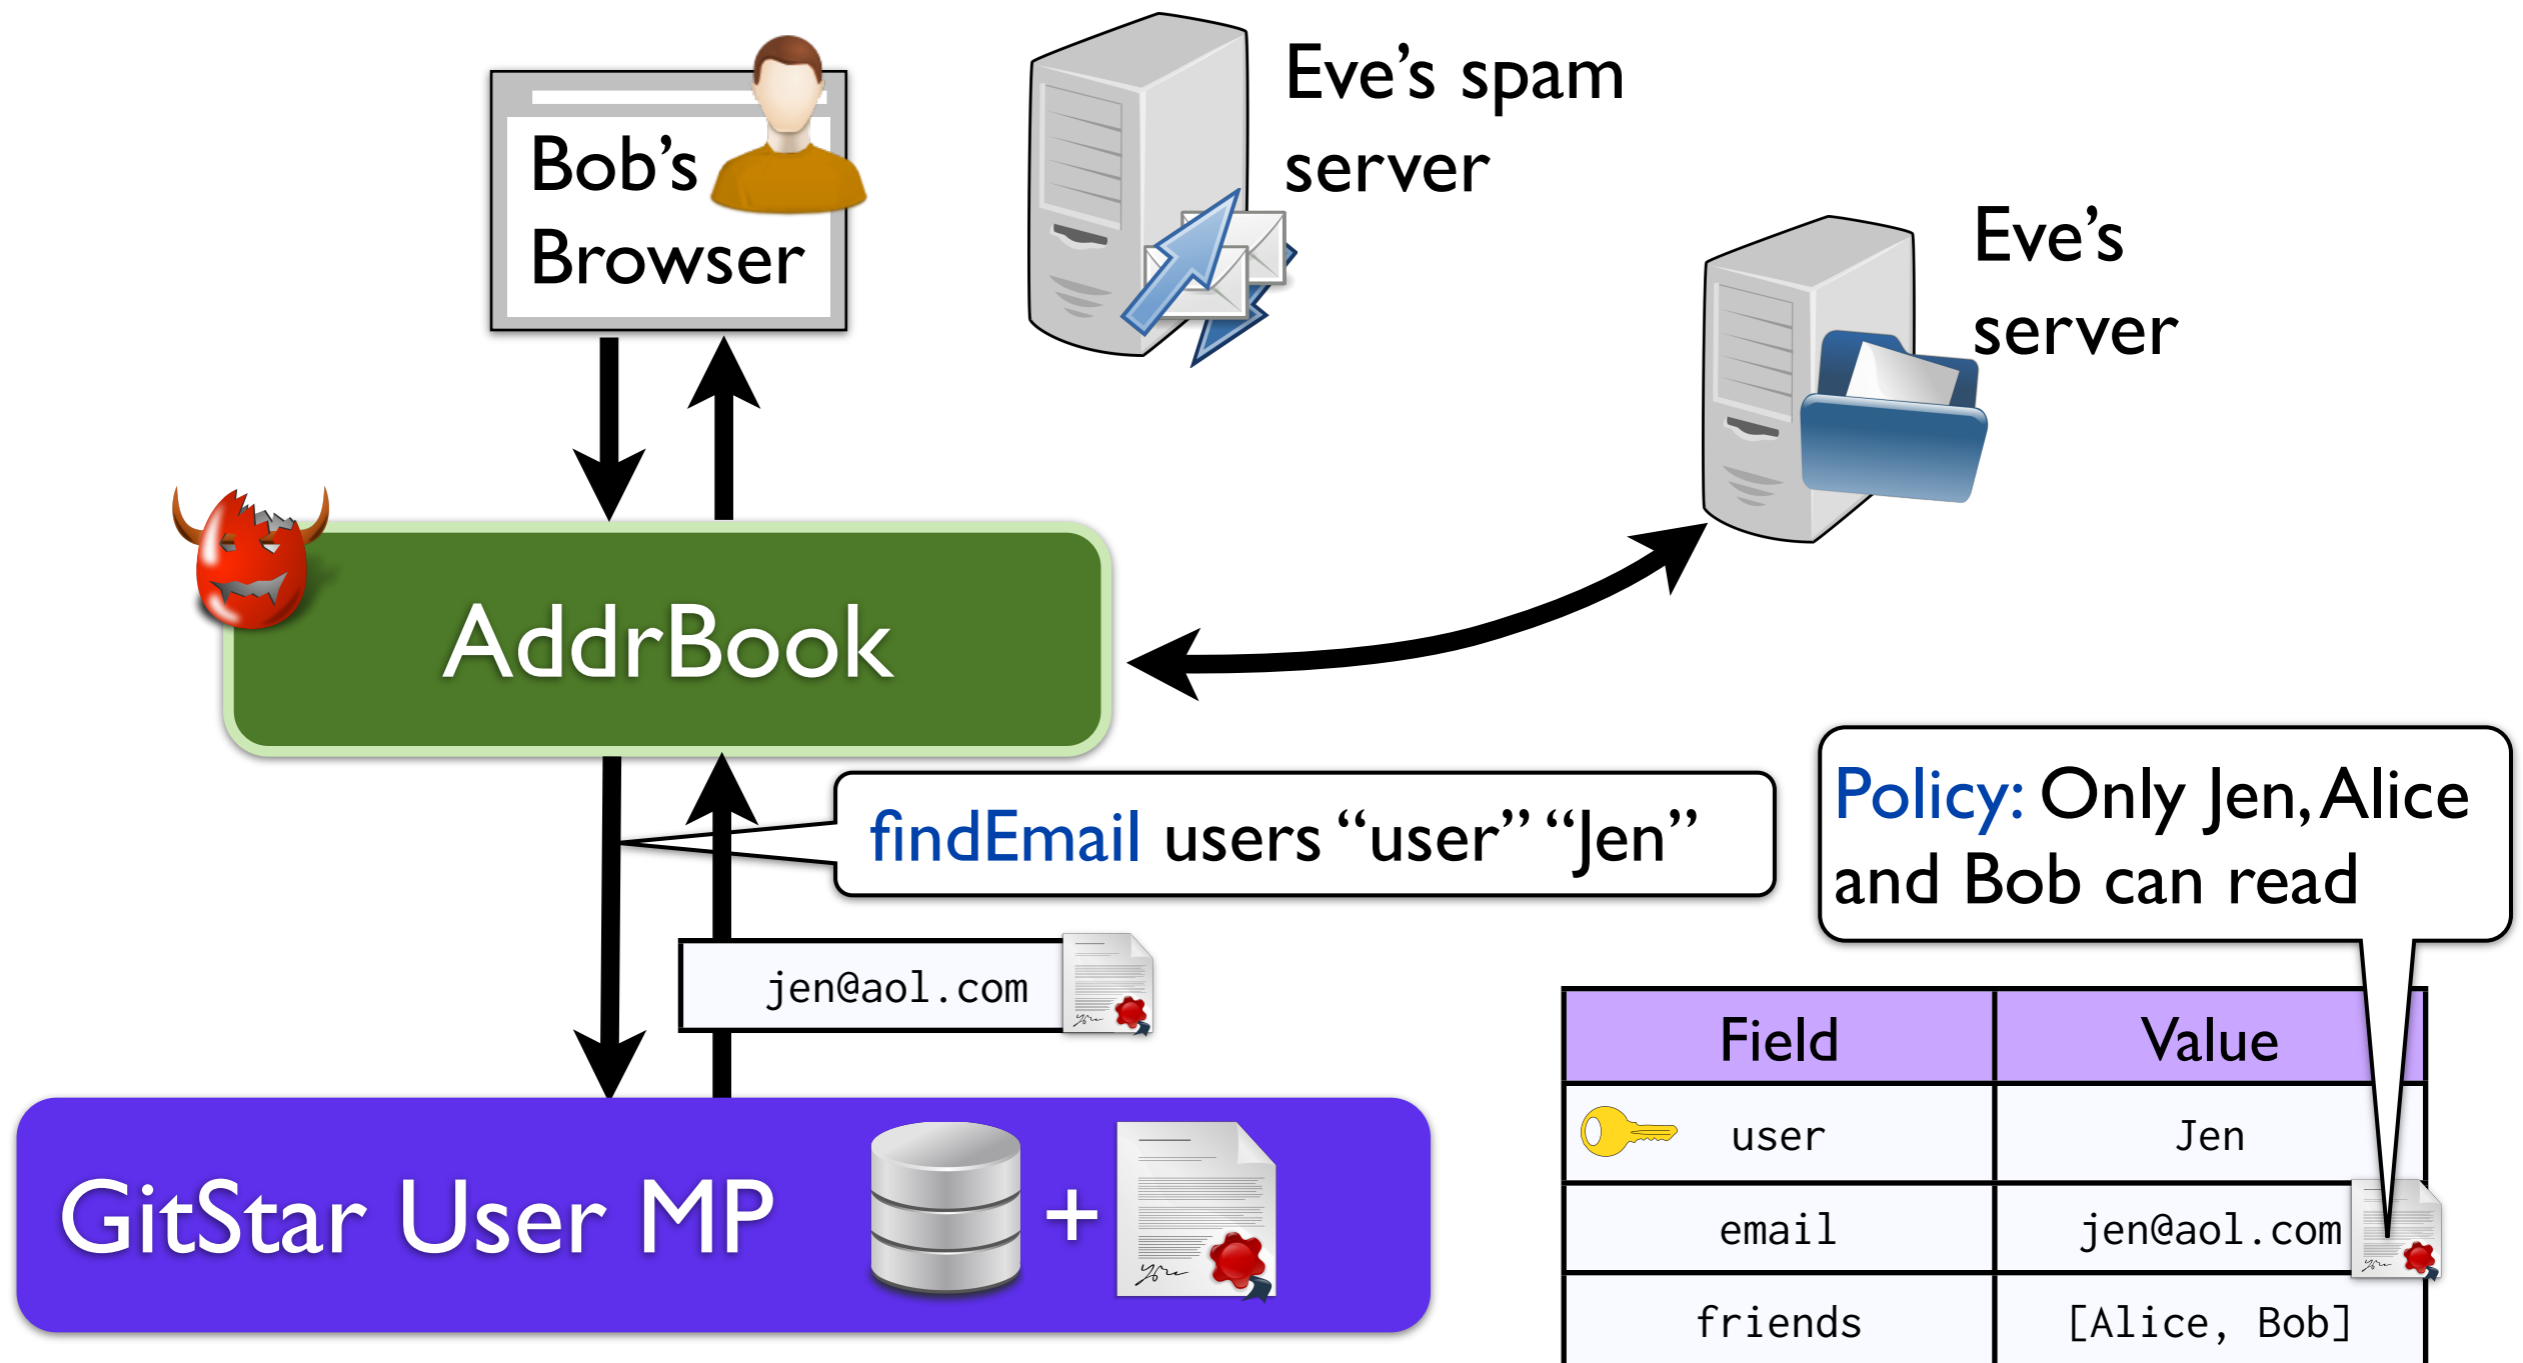 Bob's
Browser
Eve's spam
server
Eve's
server
AddrBook
findEmail users “user” “Jen”
Policy: Only Jen, Alice
and Bob can read
jen@aol.com
GitStar User MP
+
Field Value
user Jen
email jen@aol.com
friends [Alice, Bob]